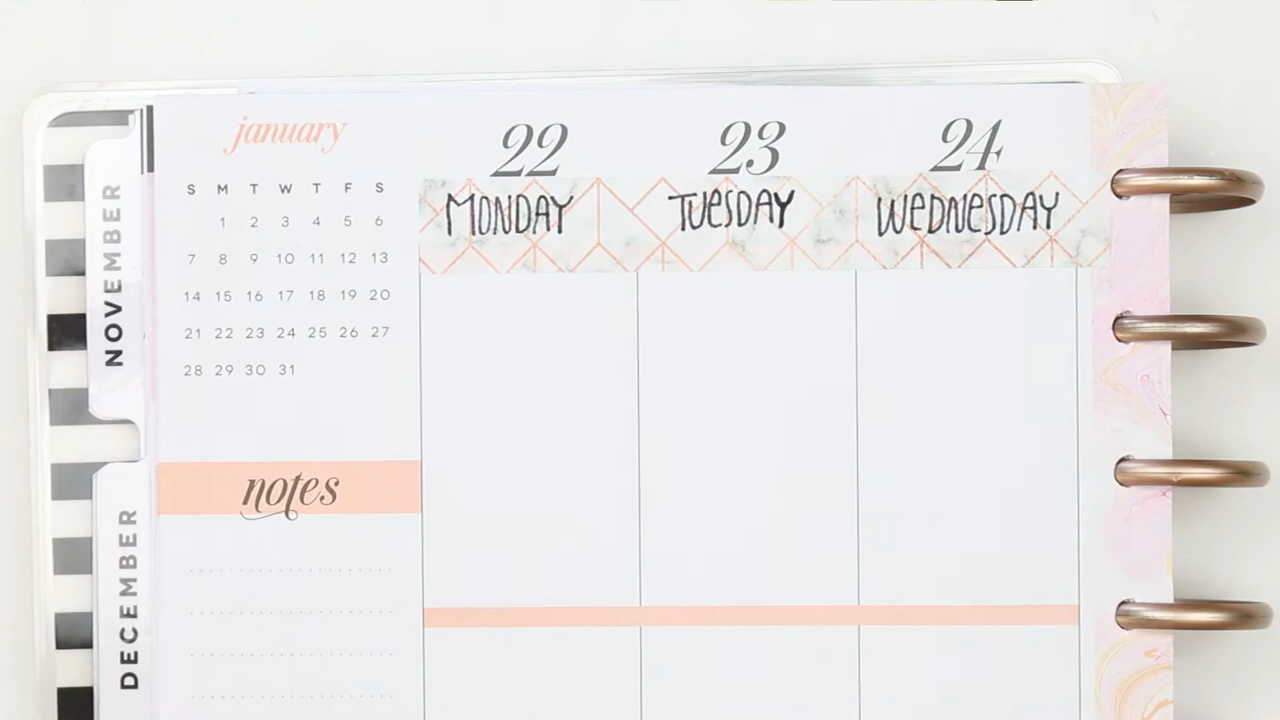 january
S M T W T F S
1 2 3 4 5 6
7 8 9 10 11 12 13
14 15 16 17 18 19 20
21 22 23 24 25 26 27
28 29 30 31
notes
22 23 24
MONDAY TUESDAY WEDNESDAY
NOVEMBER
DECEMBER